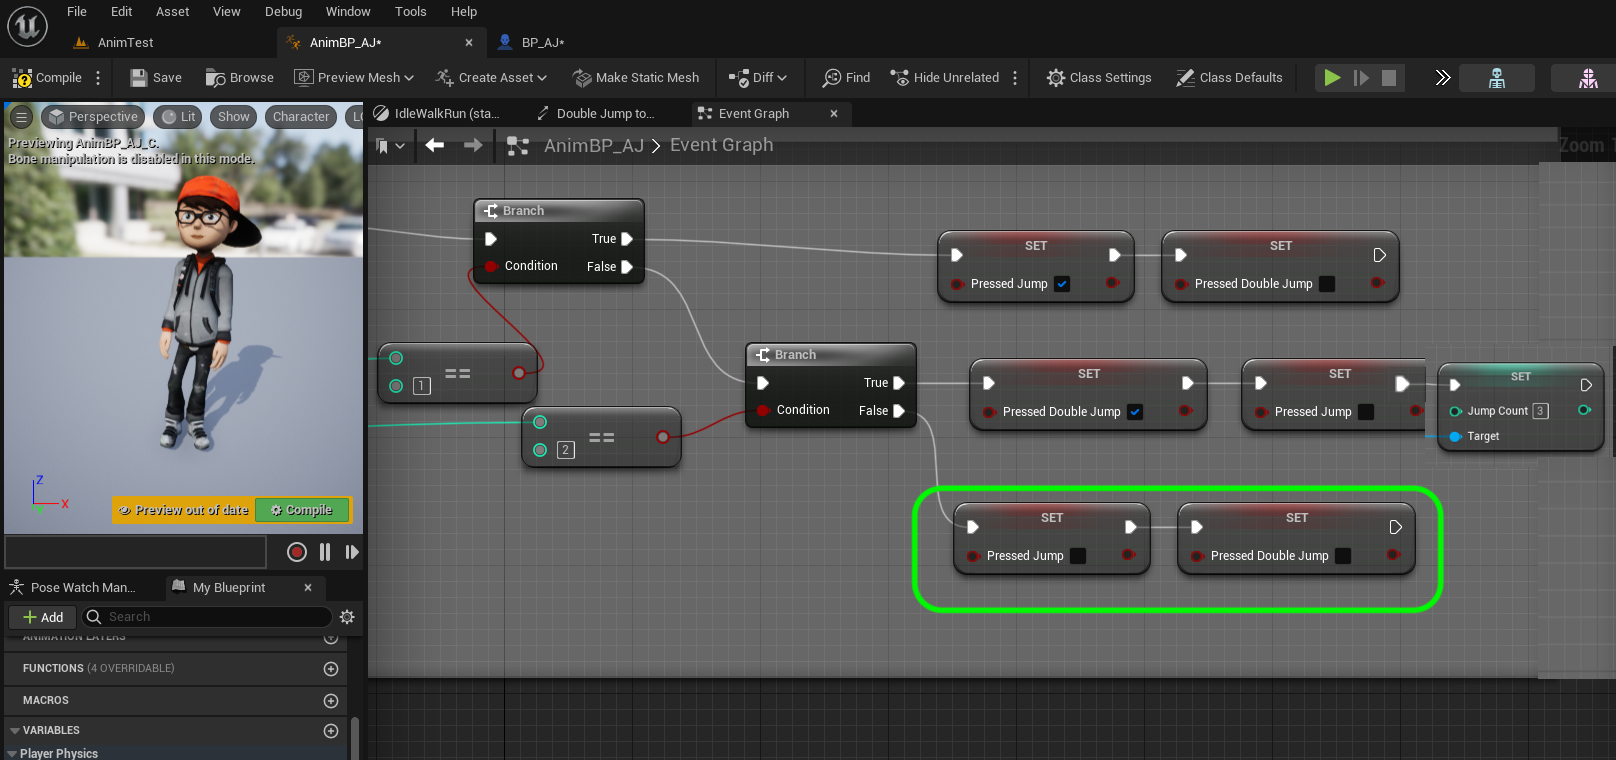 File Edit Asset View Debug Window Tools Help
AnimTest AnimBP_AJ* BP_AJ*
Compile Save Browse Preview Mesh Create Asset Make Static Mesh Diff Find Hide Unrelated Class Settings Class Defaults
Perspective Lit Show Character
IdleWalkRun (sta... Double Jump to... Event Graph
Previewing AnimBP_AJ_C.
Bone manipulation is disabled in this mode.
AnimBP_AJ > Event Graph
Zoom
Branch
True
Condition False
SET
Pressed Jump
SET
Pressed Double Jump
==
1
==
2
Branch
True
Condition False
SET
Pressed Double Jump
SET
Pressed Jump
SET
Jump Count 3
Target
SET
Pressed Jump
SET
Pressed Double Jump
Z
X
Preview out of date Compile
Pose Watch Man... My Blueprint
Add Search
ANIMATION LAYERS
FUNCTIONS (4 OVERRIDABLE)
MACROS
VARIABLES
Player Physics